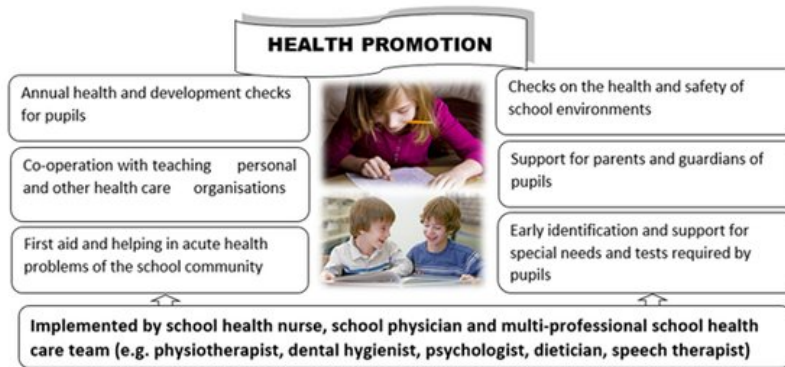 HEALTH PROMOTION
Annual health and development checks
for pupils
Co-operation with teaching personal
and other health care organisations
First aid and helping in acute health
problems of the school community
Checks on the health and safety of
school environments
Support for parents and guardians of
pupils
Early identification and support for
special needs and tests required by
pupils
Implemented by school health nurse, school physician and multi-professional school health
care team (e.g. physiotherapist, dental hygienist, psychologist, dietician, speech therapist)